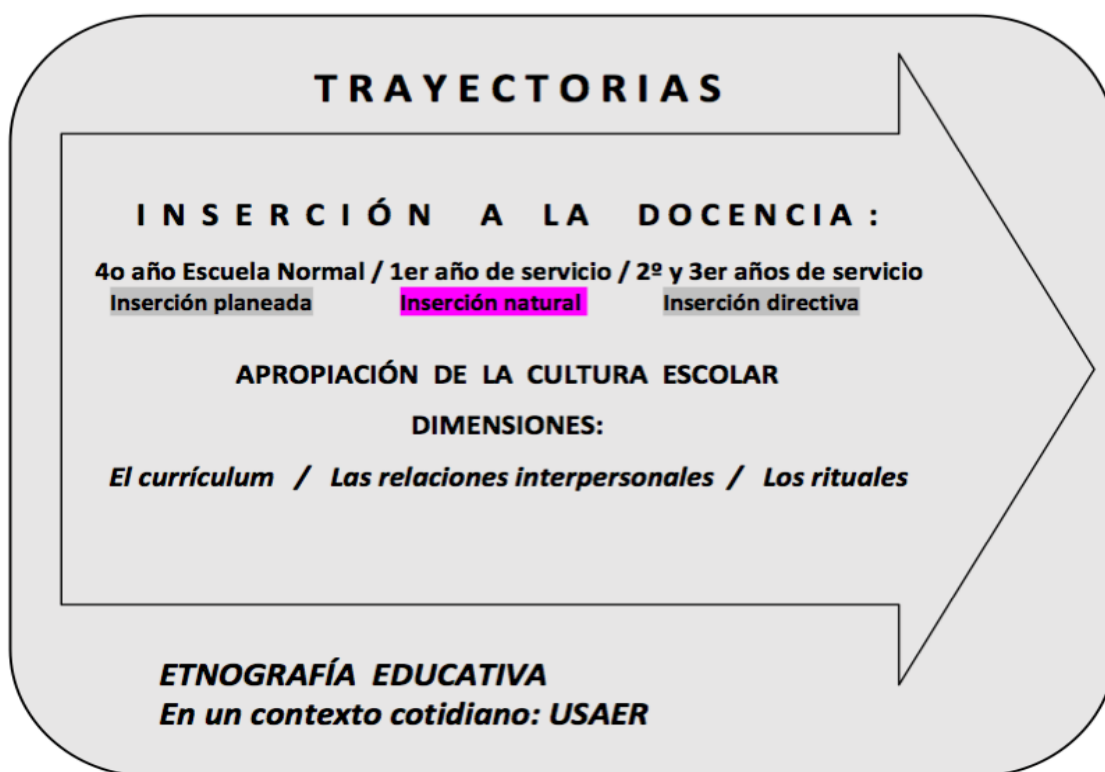 TRAYECTORIAS
INSERCIÓN A LA DOCENCIA:
4o año Escuela Normal / 1er año de servicio / 2º y 3er años de servicio
Inserción planeada Inserción natural Inserción directiva
APROPIACIÓN DE LA CULTURA ESCOLAR
DIMENSIONES:
El currículum / Las relaciones interpersonales / Los rituales
ETNOGRAFÍA EDUCATIVA
En un contexto cotidiano: USAER